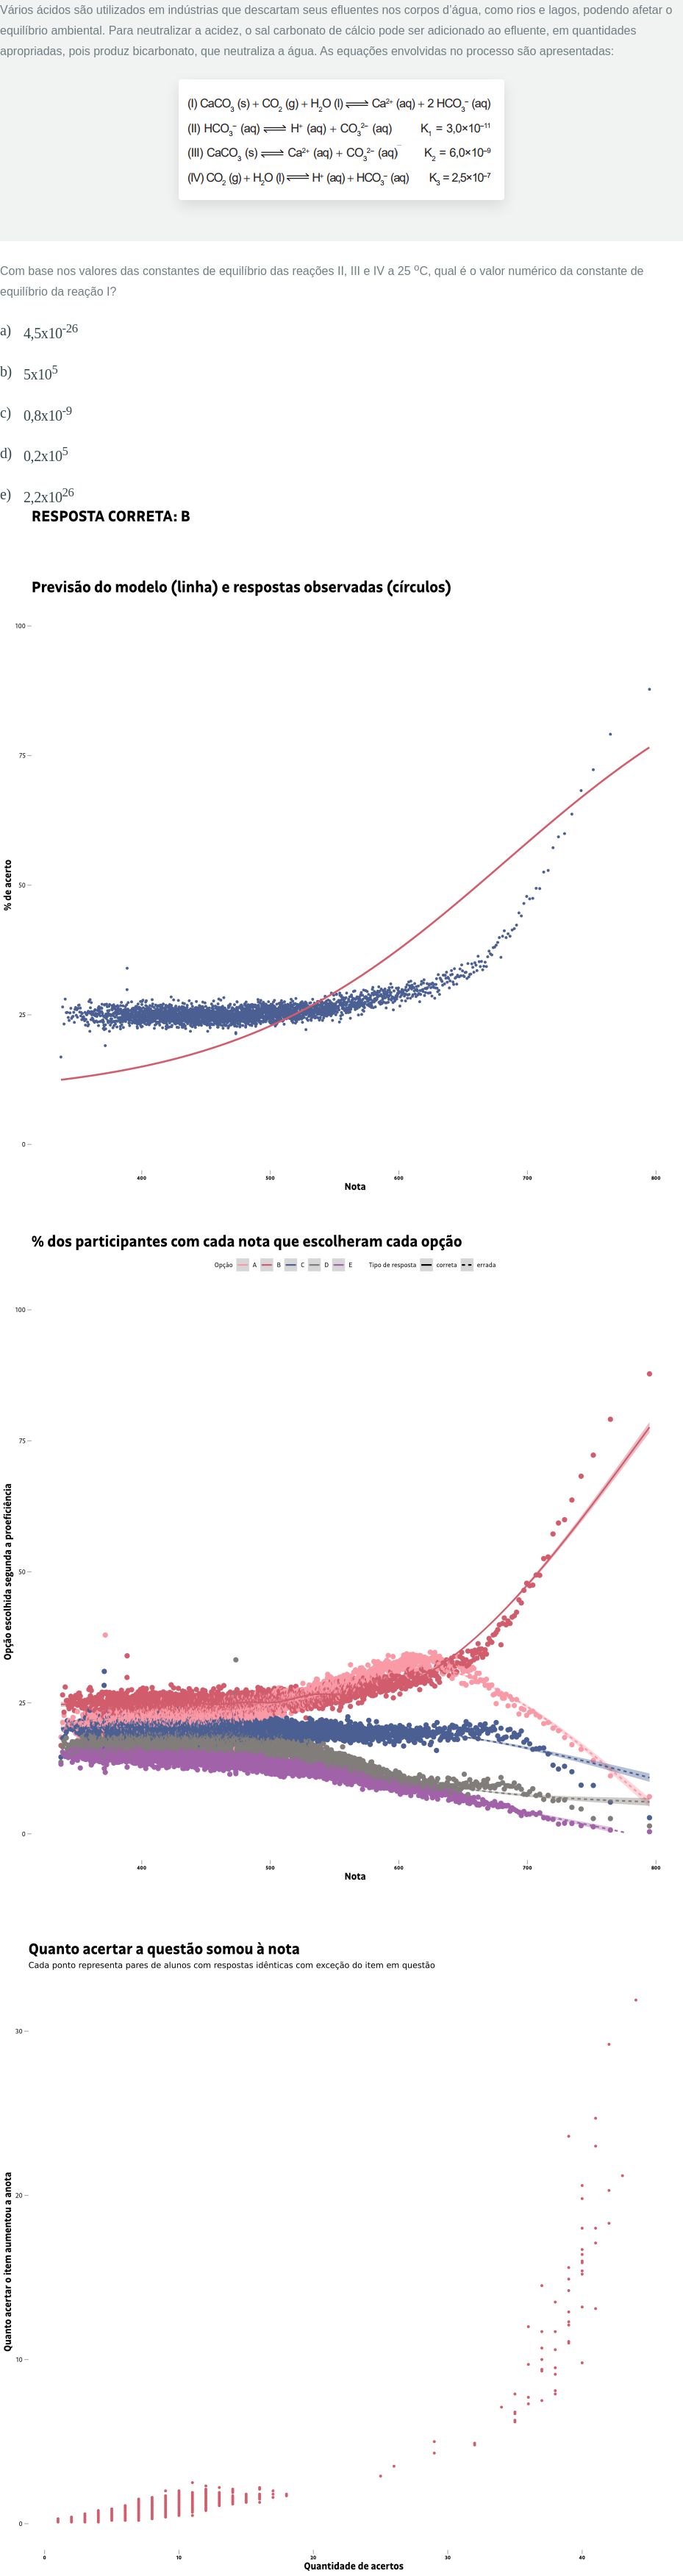 Vários ácidos são utilizados em indústrias que descartam seus efluentes nos corpos d'água, como rios e lagos, podendo afetar o
equilíbrio ambiental. Para neutralizar a acidez, o sal carbonato de cálcio pode ser adicionado ao efluente, em quantidades
apropriadas, pois produz bicarbonato, que neutraliza a água. As equações envolvidas no processo são apresentadas:
(I) CaCO₃ (s) + CO₂ (g) + H₂O (l) ⇌ Ca²⁺ (aq) + 2 HCO₃⁻ (aq)
(II) HCO₃⁻ (aq) ⇌ H⁺ (aq) + CO₃²⁻ (aq) K₁ = 3,0×10⁻¹¹
(III) CaCO₃ (s) ⇌ Ca²⁺ (aq) + CO₃²⁻ (aq) K₂ = 6,0×10⁻⁹
(IV) CO₂ (g) + H₂O (l) ⇌ H⁺ (aq) + HCO₃⁻ (aq) K₃ = 2,5×10⁻⁷
Com base nos valores das constantes de equilíbrio das reações II, III e IV a 25 ᵒC, qual é o valor numérico da constante de
equilíbrio da reação I?
a) 4,5x10⁻²⁶
b) 5x10⁵
c) 0,8x10⁻⁹
d) 0,2x10⁵
e) 2,2x10²⁶
RESPOSTA CORRETA: B
Previsão do modelo (linha) e respostas observadas (círculos)
100
75
50
25
0
% de acerto
400 500 600 700 800
Nota
% dos participantes com cada nota que escolheram cada opção
Opção A B C D E Tipo de resposta correta errada
100
75
50
25
0
Opção escolhida segunda a proeficiência
400 500 600 700 800
Nota
Quanto acertar a questão somou à nota
Cada ponto representa pares de alunos com respostas idênticas com exceção do item em questão
30
20
10
0
Quanto acertar o item aumentou a anota
0 10 20 30 40
Quantidade de acertos